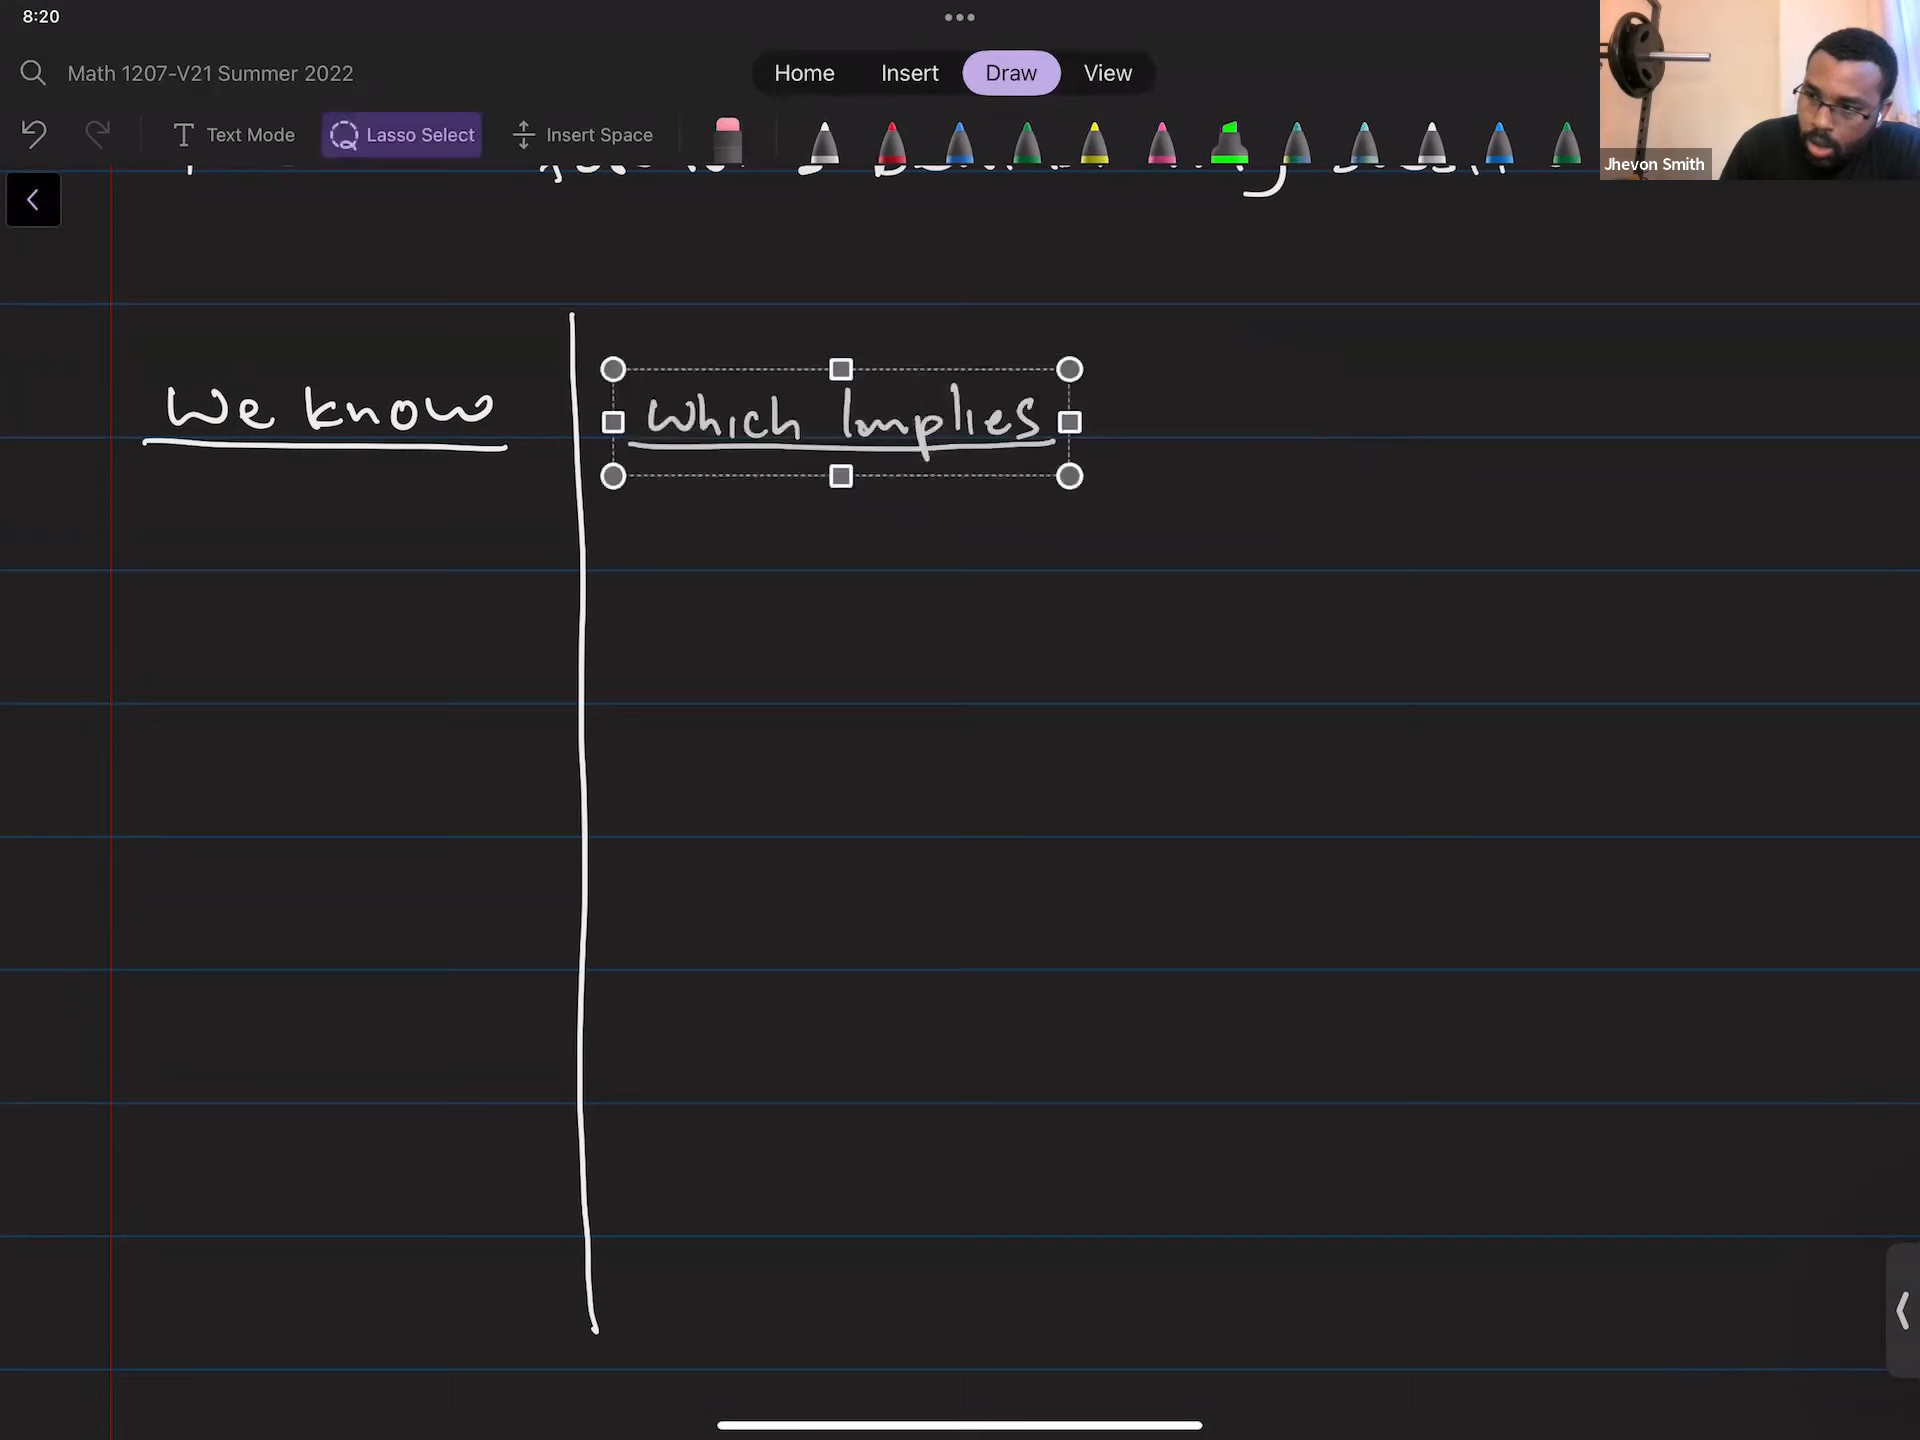 8:20
Math 1207-V21 Summer 2022
Home Insert Draw View
Text Mode Lasso Select Insert Space
Jhevon Smith
We know
Which Implies